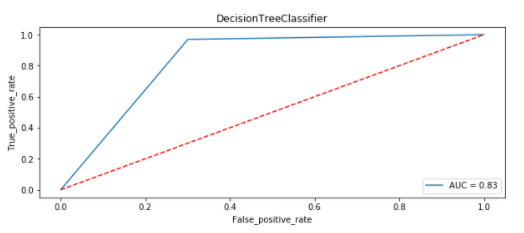 DecisionTreeClassifier
True_positive_rate
1.0
0.8
0.6
0.4
0.2
0.0
AUC = 0.83
0.0 0.2 0.4 0.6 0.8 1.0
False_positive_rate